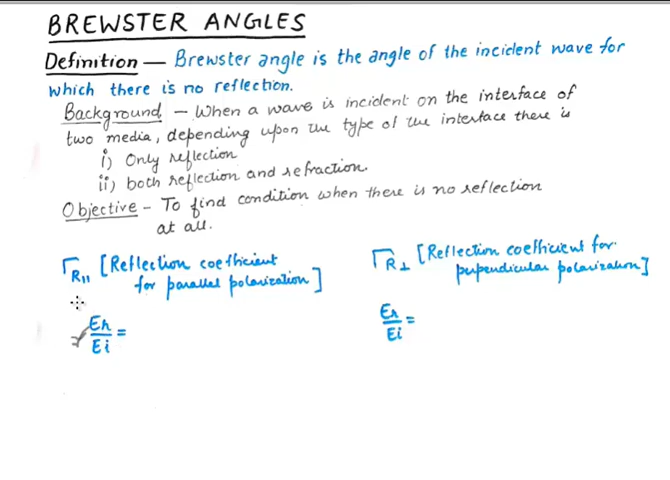 BREWSTER ANGLES
Definition — Brewster angle is the angle of the incident wave for
which there is no reflection.
Background - When a wave is incident on the interface of
two media, depending upon the type of the interface there is
i) Only reflection
ii) both reflection and refraction.
Objective - To find condition when there is no reflection
at all.
Γ R|| [Reflection coefficient
for parallel polarization]
Er/Ei =
Γ R⊥ [Reflection coefficient for
perpendicular polarization]
Er/Ei =